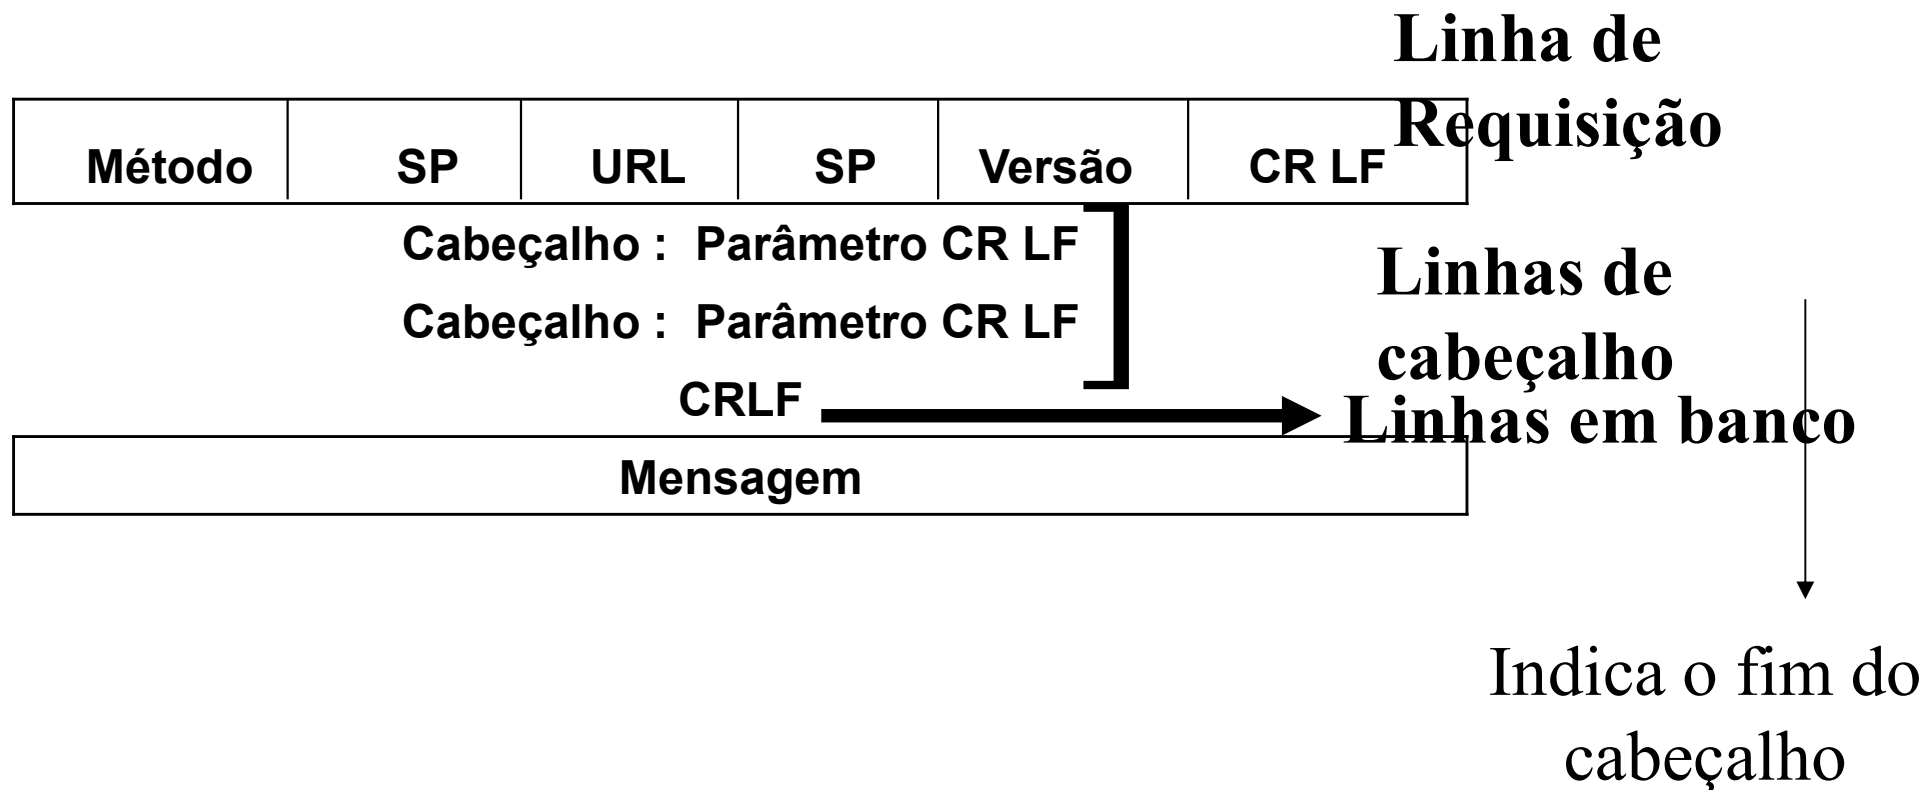 Linha de
Requisição
Método SP URL SP Versão CR LF
Cabeçalho : Parâmetro CR LF
Cabeçalho : Parâmetro CR LF
Linhas de
cabeçalho
CRLF
Linhas em banco
Mensagem
Indica o fim do
cabeçalho